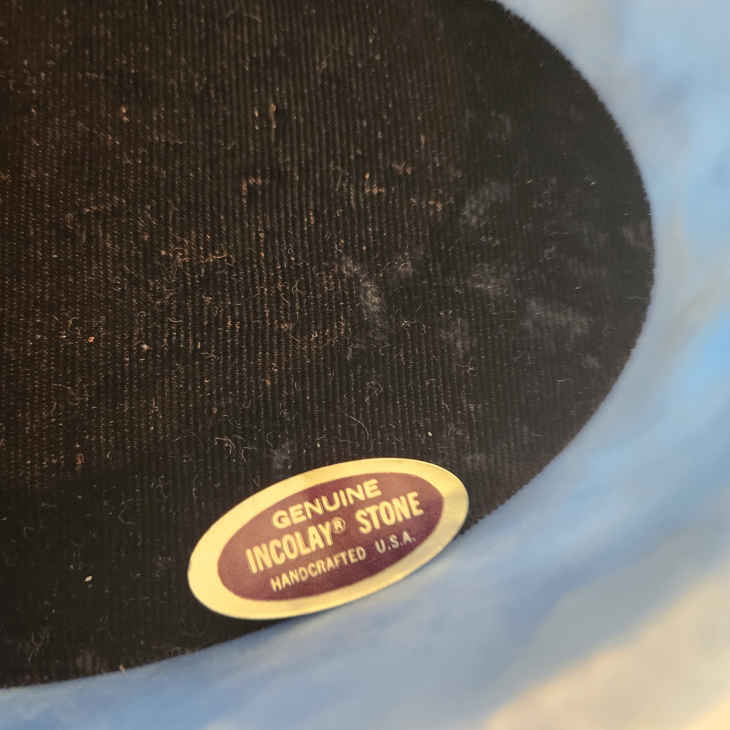 GENUINE
INCOLAY® STONE
HANDCRAFTED U.S.A.